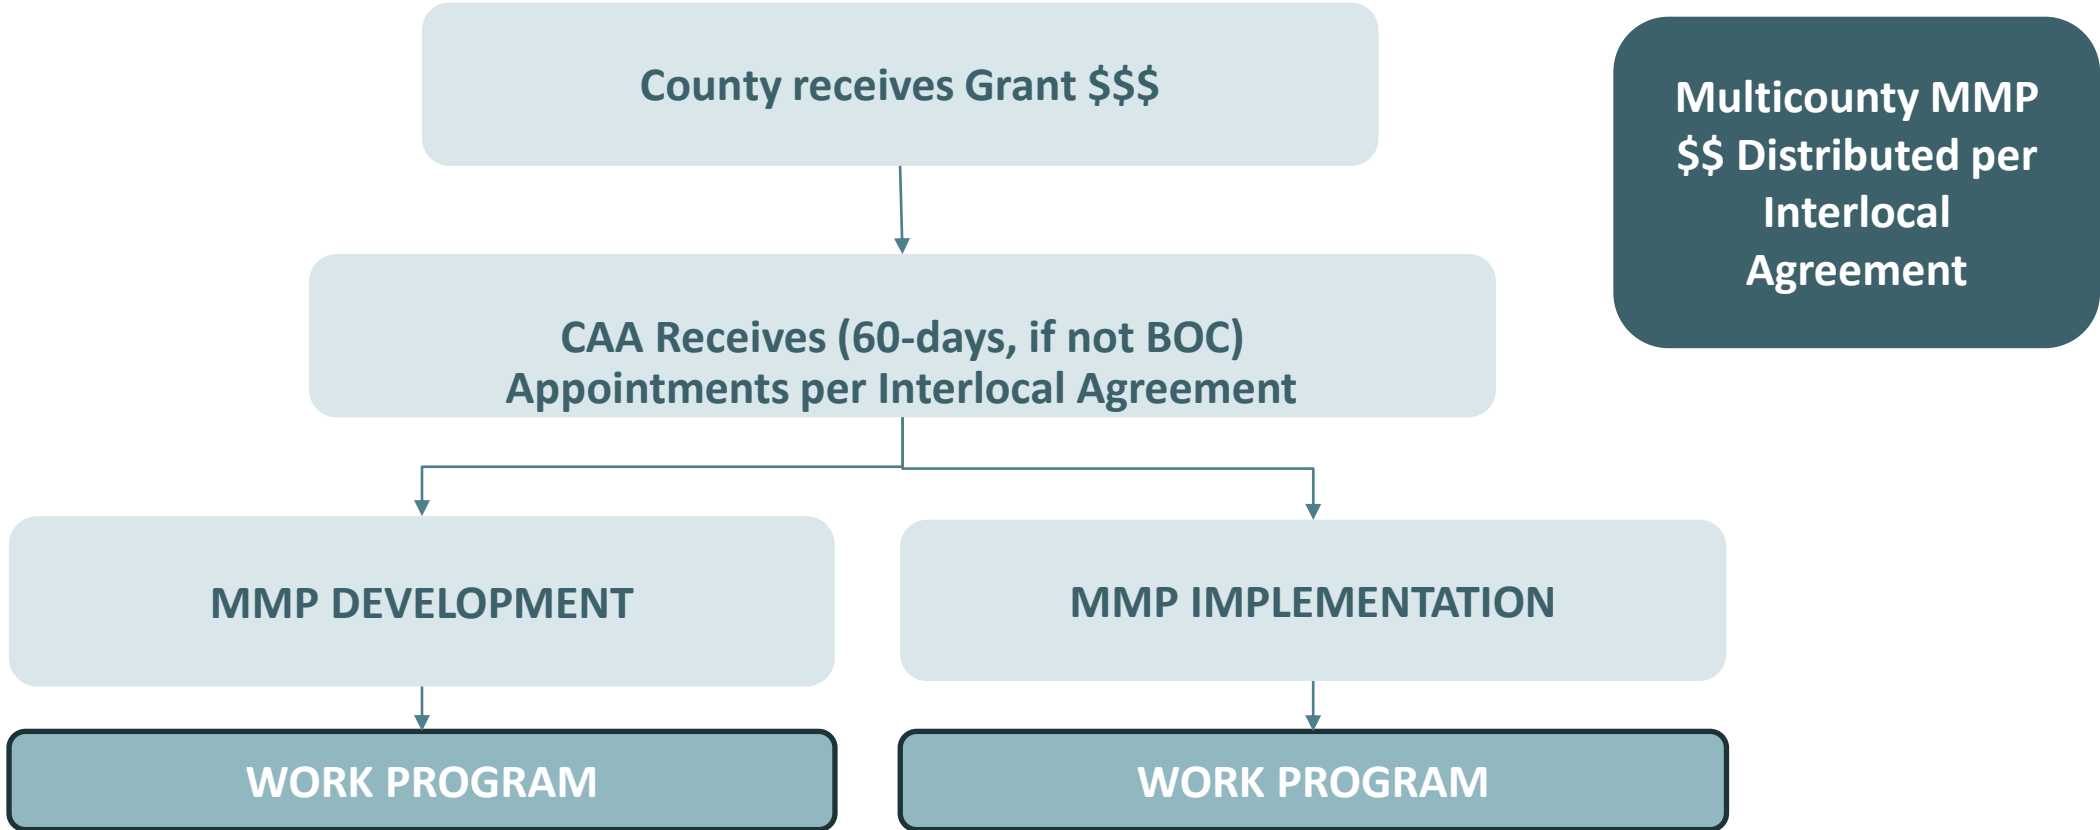 County receives Grant $$$
Multicounty MMP
$$ Distributed per
Interlocal
Agreement
CAA Receives (60-days, if not BOC)
Appointments per Interlocal Agreement
MMP DEVELOPMENT
MMP IMPLEMENTATION
WORK PROGRAM
WORK PROGRAM